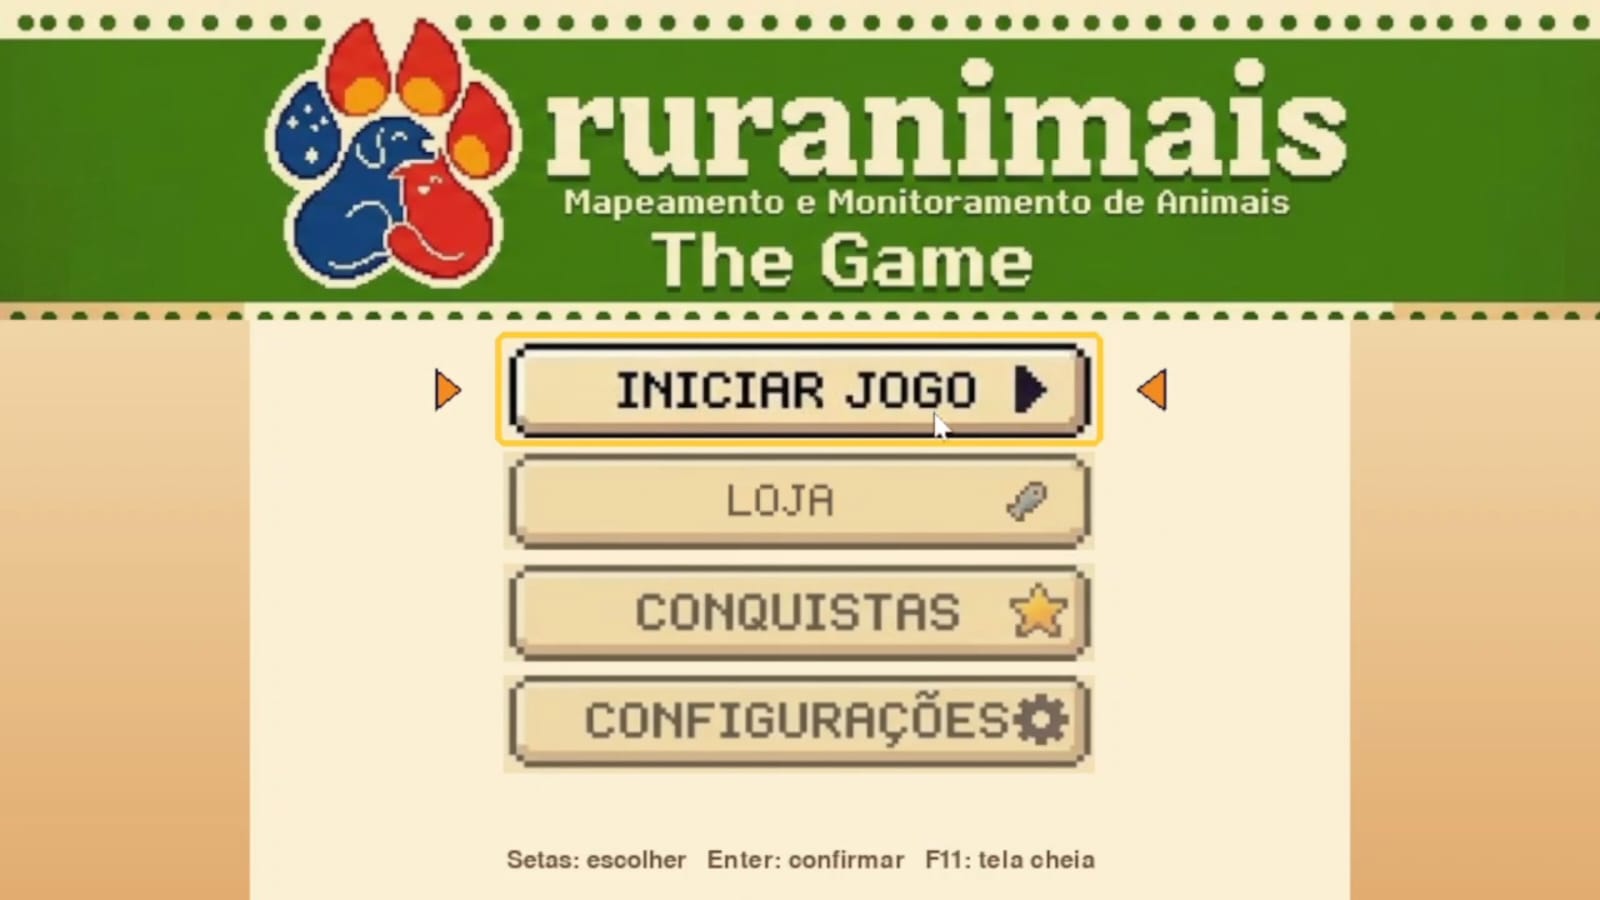 ruranimais
Mapeamento e Monitoramento de Animais
The Game
INICIAR JOGO
LOJA
CONQUISTAS
CONFIGURAÇÕES
Setas: escolher Enter: confirmar F11: tela cheia